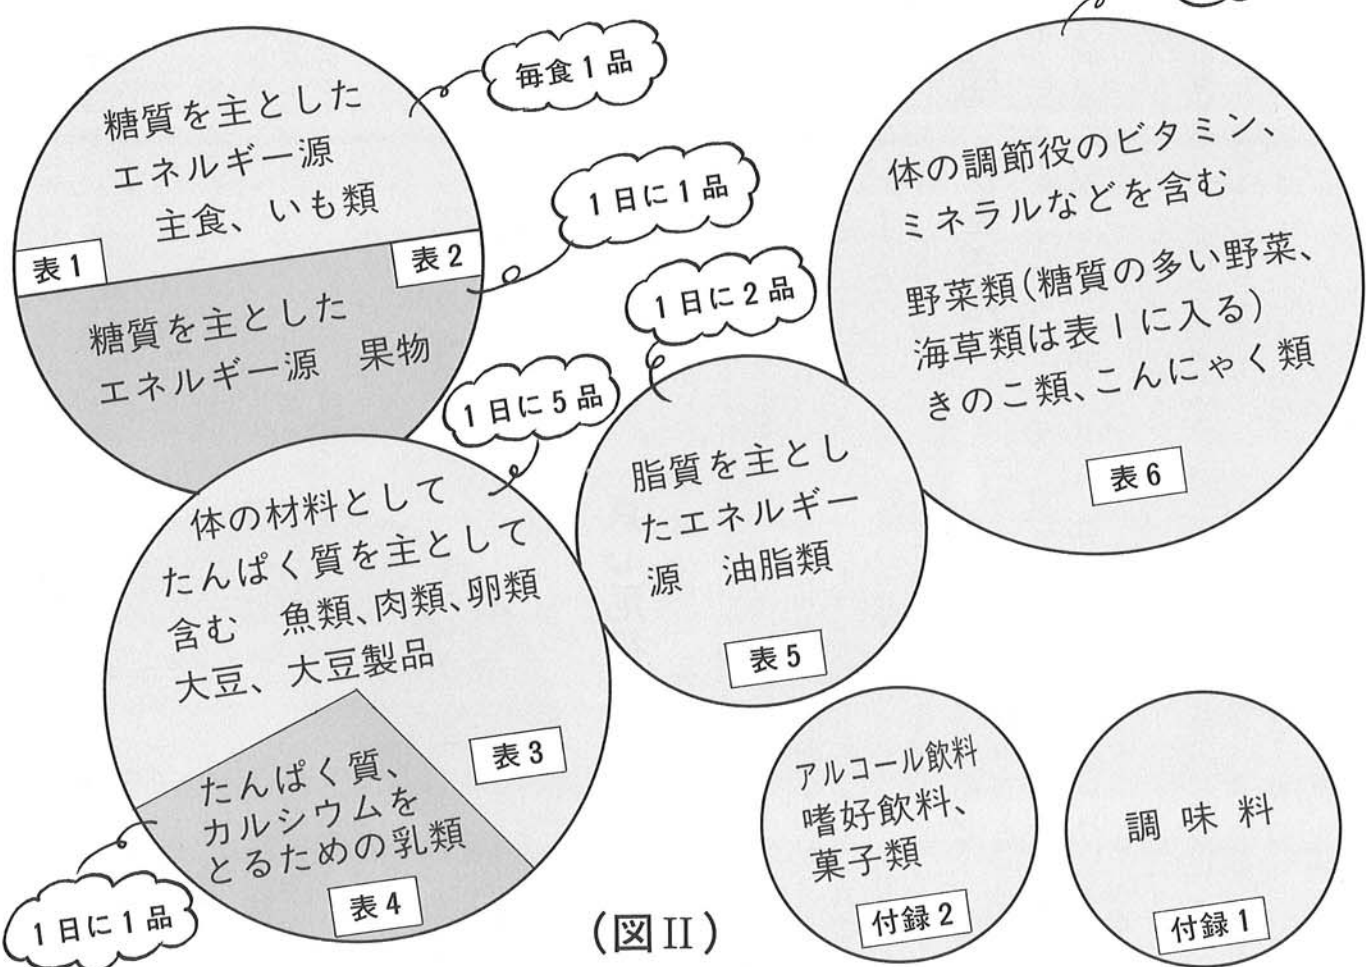 毎食1品
糖質を主とした
エネルギー源
主食、いも類
表1
1日に1品
表2
糖質を主とした
エネルギー源 果物
体の調節役のビタミン、
ミネラルなどを含む
野菜類(糖質の多い野菜、
海草類は表1に入る)
きのこ類、こんにゃく類
表6
1日に5品
体の材料として
たんぱく質を主として
含む 魚類、肉類、卵類
大豆、大豆製品
表3
1日に2品
脂質を主とし
たエネルギー
源 油脂類
表5
たんぱく質、
カルシウムを
とるための乳類
表4
1日に1品
アルコール飲料
嗜好飲料、
菓子類
付録2
調味料
付録1
(図II)